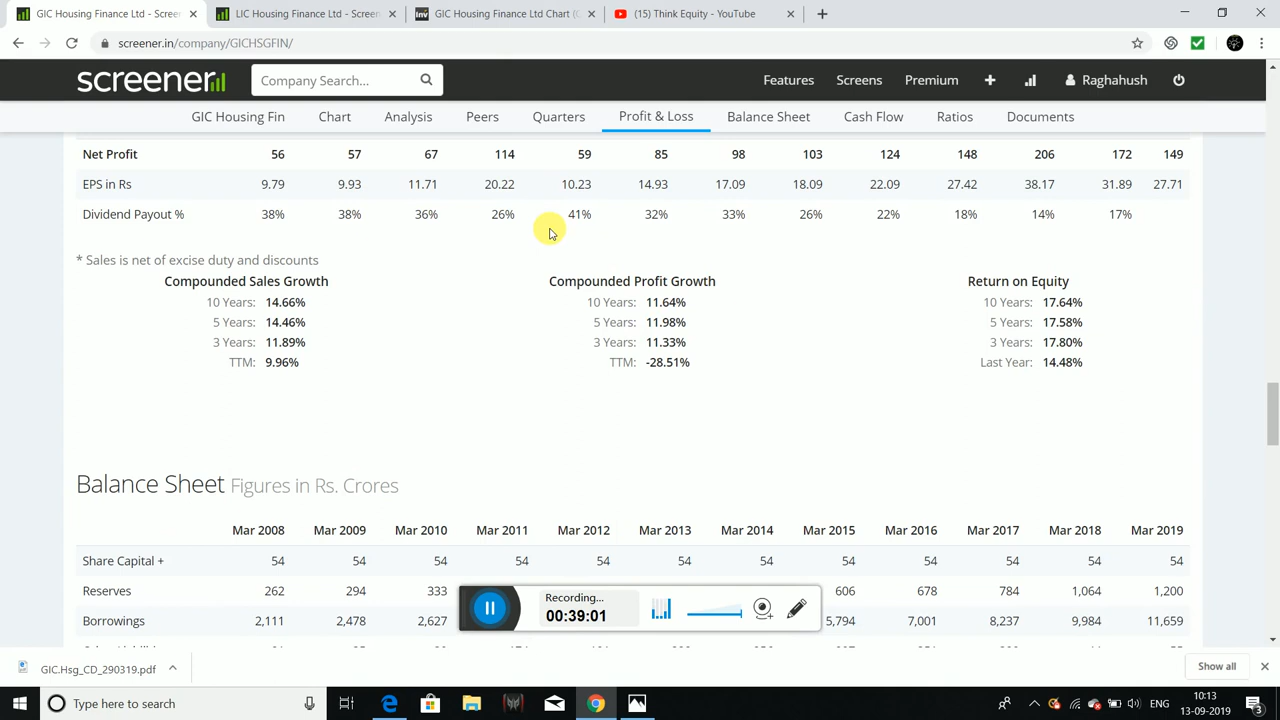 GIC Housing Finance Ltd - Screen
LIC Housing Finance Ltd - Screen
GIC Housing Finance Ltd Chart (
(15) Think Equity - YouTube
screener.in/company/GICHSGFIN/
screener
Company Search...
Features
Screens
Premium
Raghahush
GIC Housing Fin
Chart
Analysis
Peers
Quarters
Profit & Loss
Balance Sheet
Cash Flow
Ratios
Documents
Net Profit 56 57 67 114 59 85 98 103 124 148 206 172 149
EPS in Rs 9.79 9.93 11.71 20.22 10.23 14.93 17.09 18.09 22.09 27.42 38.17 31.89 27.71
Dividend Payout % 38% 38% 36% 26% 41% 32% 33% 26% 22% 18% 14% 17%
* Sales is net of excise duty and discounts
Compounded Sales Growth
10 Years: 14.66%
5 Years: 14.46%
3 Years: 11.89%
TTM: 9.96%
Compounded Profit Growth
10 Years: 11.64%
5 Years: 11.98%
3 Years: 11.33%
TTM: -28.51%
Return on Equity
10 Years: 17.64%
5 Years: 17.58%
3 Years: 17.80%
Last Year: 14.48%
Balance Sheet Figures in Rs. Crores
Mar 2008 Mar 2009 Mar 2010 Mar 2011 Mar 2012 Mar 2013 Mar 2014 Mar 2015 Mar 2016 Mar 2017 Mar 2018 Mar 2019
Share Capital + 54 54 54 54 54 54 54 54 54 54 54 54
Reserves 262 294 333 606 678 784 1,064 1,200
Borrowings 2,111 2,478 2,627 5,794 7,001 8,237 9,984 11,659
Recording...
00:39:01
GIC.Hsg_CD_290319.pdf
Show all
Type here to search
ENG
10:13
13-09-2019
3